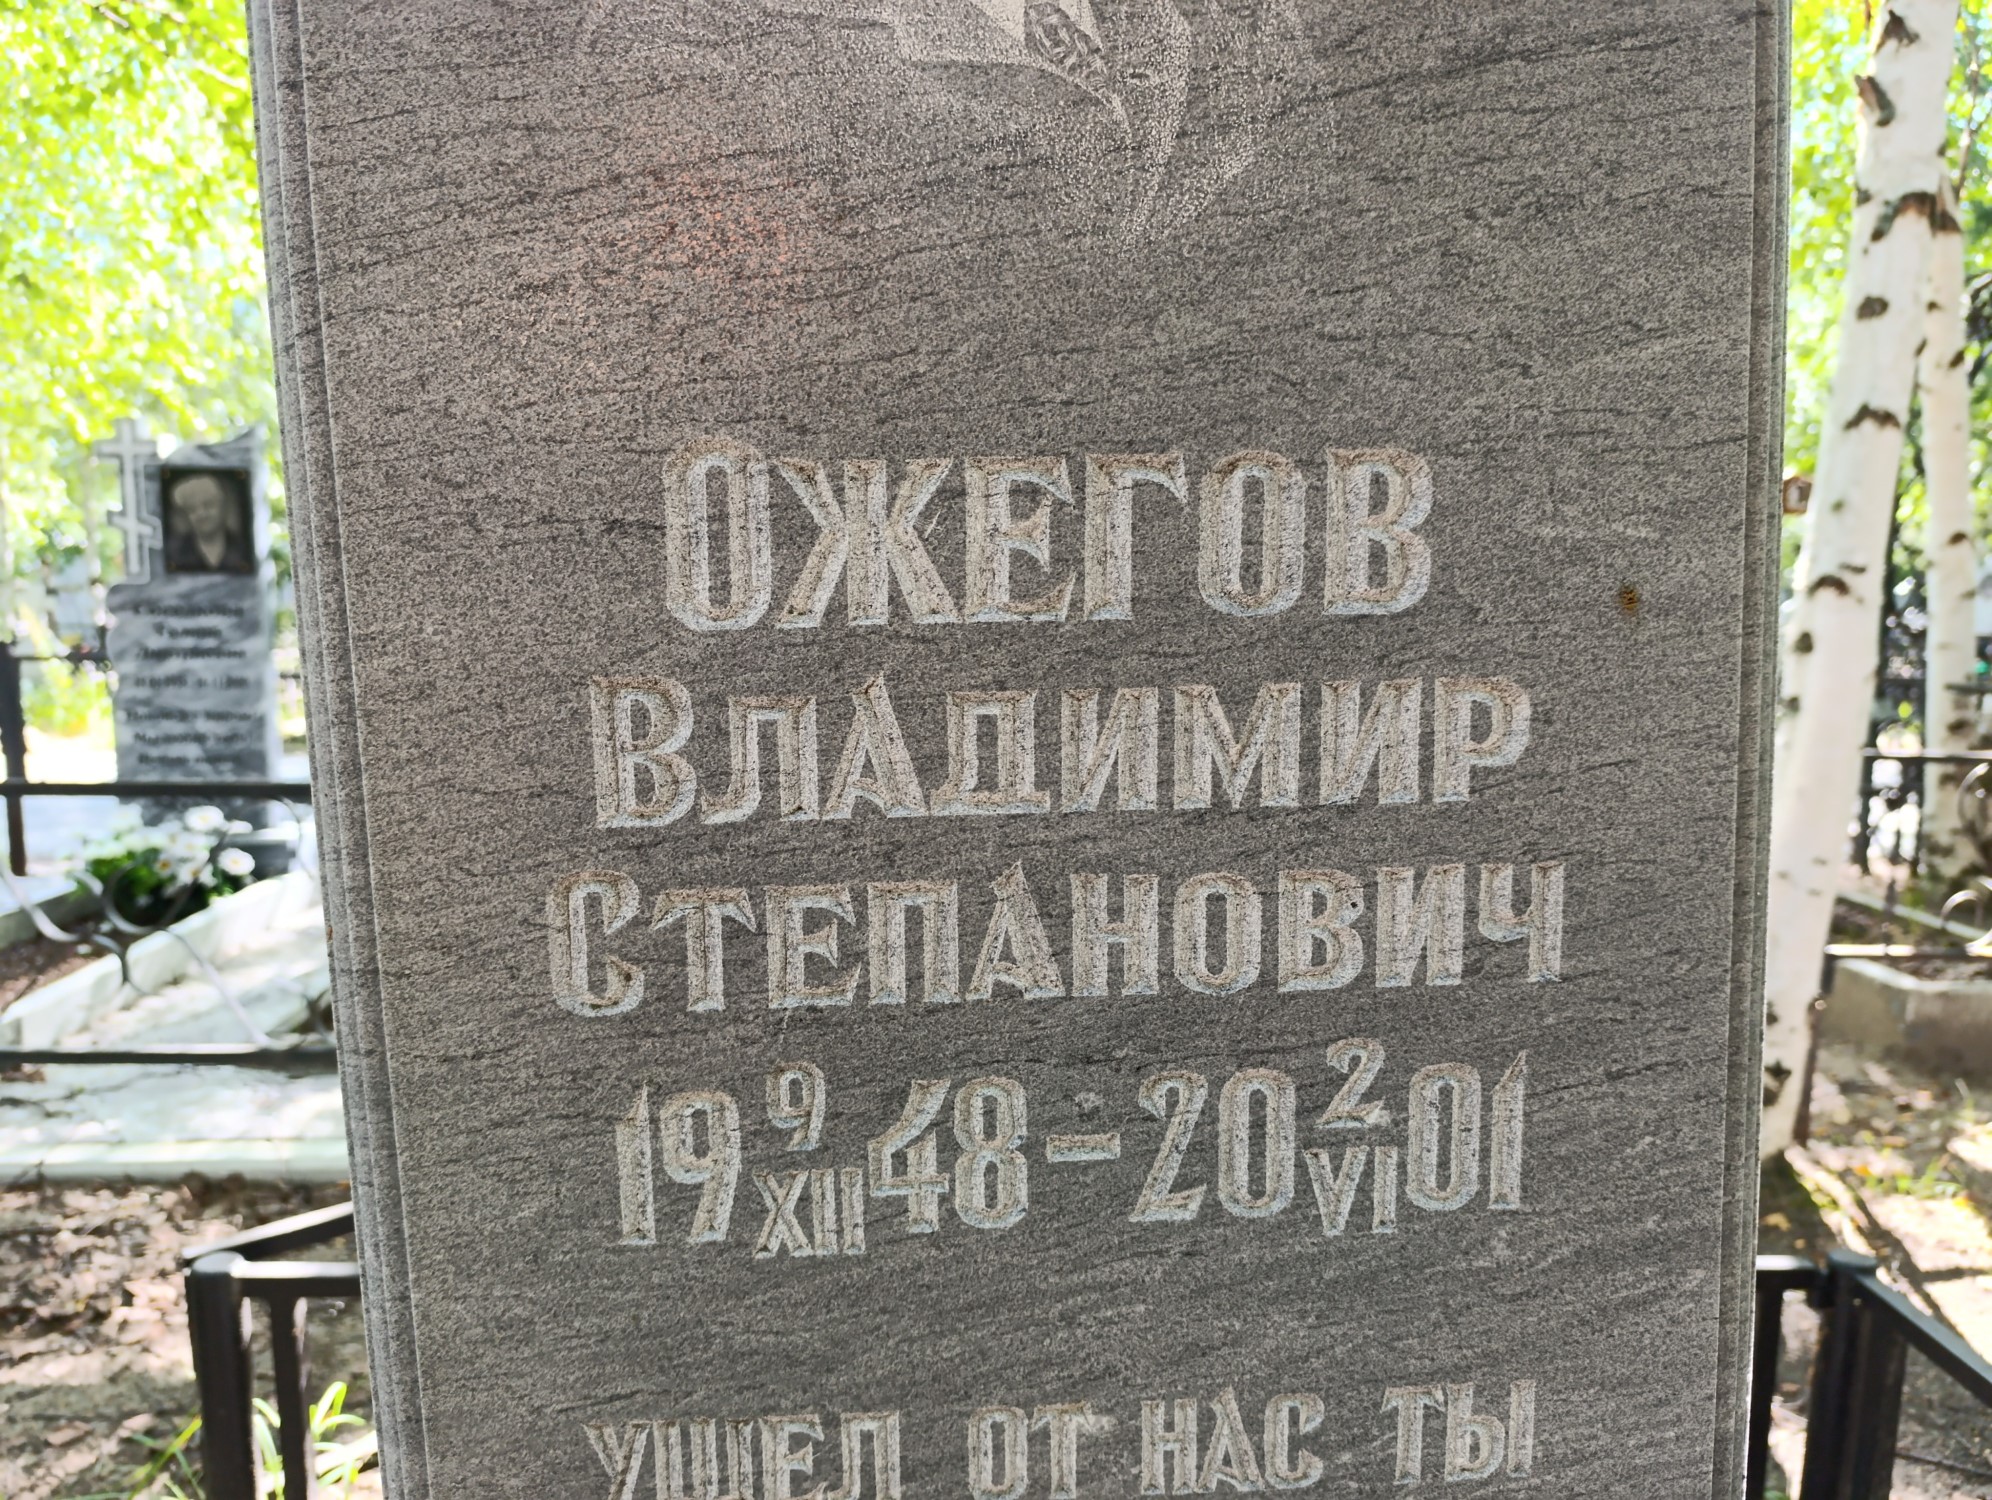 ОЖЕГОВ
ВЛАДИМИР
СТЕПАНОВИЧ
19 9/XII 48 - 20 2/VI 01
УШЕЛ ОТ НАС ТЫ